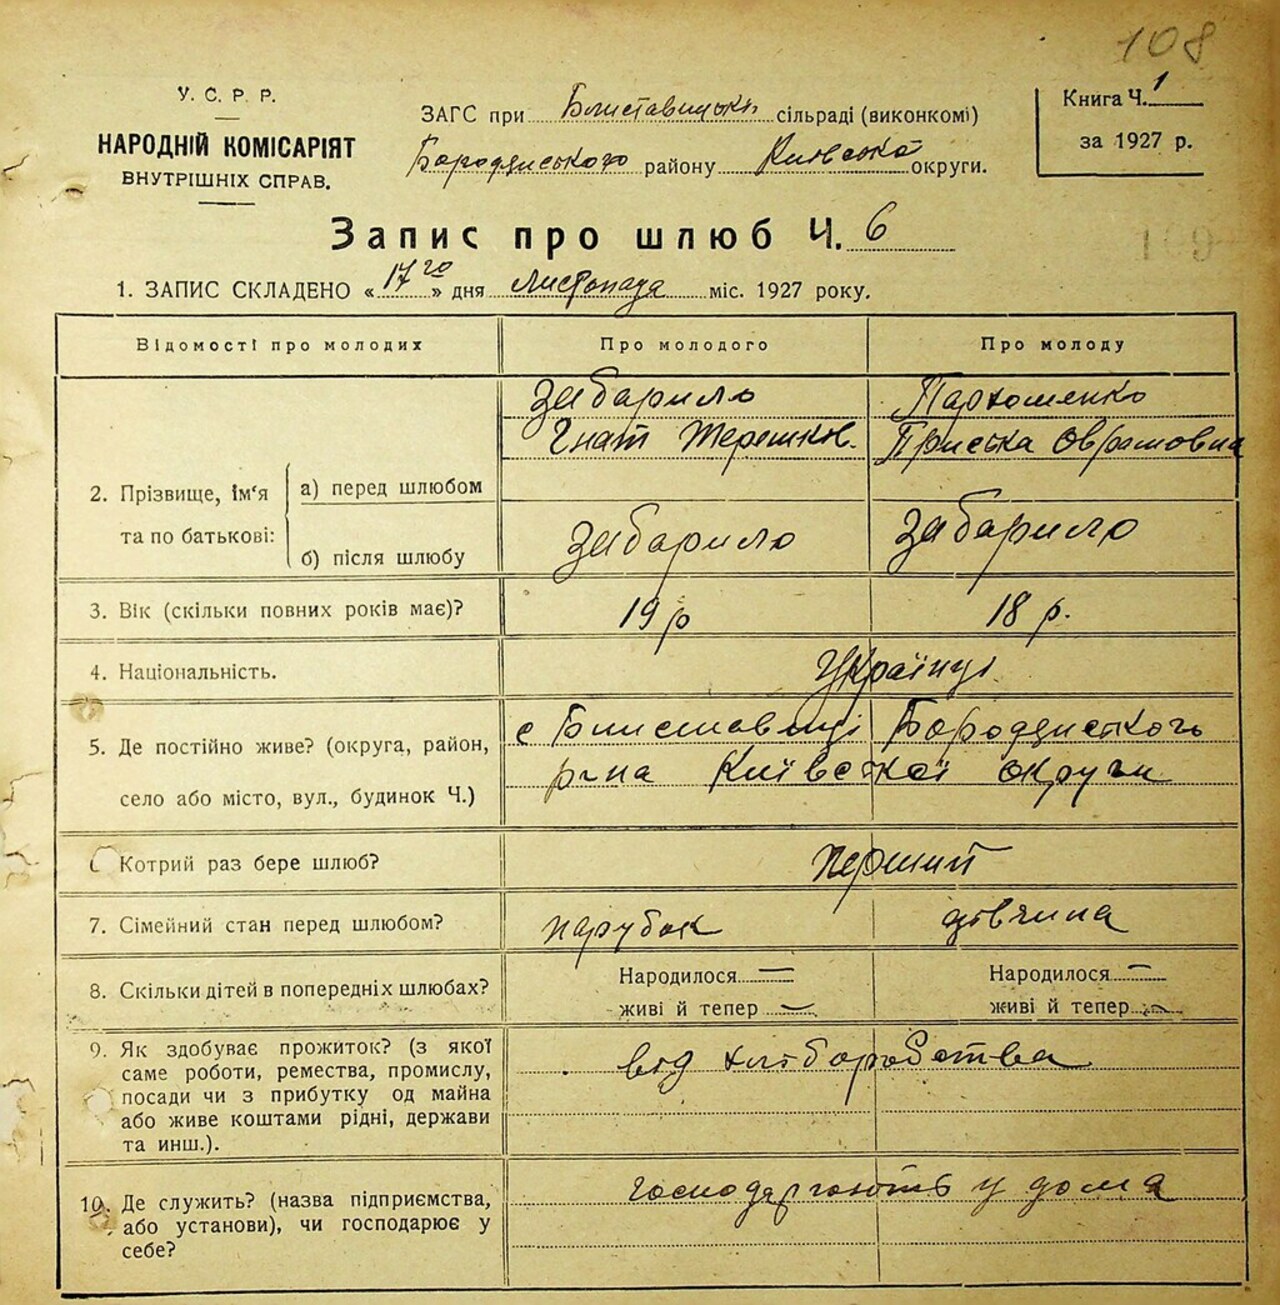 108
У. С. Р. Р.
НАРОДНІЙ КОМІСАРІЯТ
ВНУТРІШНІХ СПРАВ.
ЗАГС при Блиставицькій сільраді (виконкомі)
Бородянського району Київської округи.
Книга Ч. 1
за 1927 р.
Запис про шлюб Ч. 6
109
1. ЗАПИС СКЛАДЕНО «17го» дня листопада міс. 1927 року.
Відомості про молодих Про молодого Про молоду
2. Прізвище, ім'я та по батькові:
а) перед шлюбом
Забарило
Гнат Терешков.
Пархоменко
Приська Оврамовна
б) після шлюбу
Забарило Забарило
3. Вік (скільки повних років має)? 19 р 18 р.
4. Національність. Українці
5. Де постійно живе? (округа, район,
село або місто, вул., будинок Ч.)
с Блиставиці Бородянського
р-на Київської округи
Котрий раз бере шлюб? перший
7. Сімейний стан перед шлюбом? парубок дівчина
8. Скільки дітей в попередніх шлюбах?
Народилося — Народилося —
живі й тепер — живі й тепер —
9. Як здобуває прожиток? (з якої
саме роботи, ремества, промислу,
посади чи з прибутку од майна
або живе коштами рідні, держави
та инш.).
від хліборобства
10. Де служить? (назва підприємства,
або установи), чи господарює у
себе?
господарюють у дома